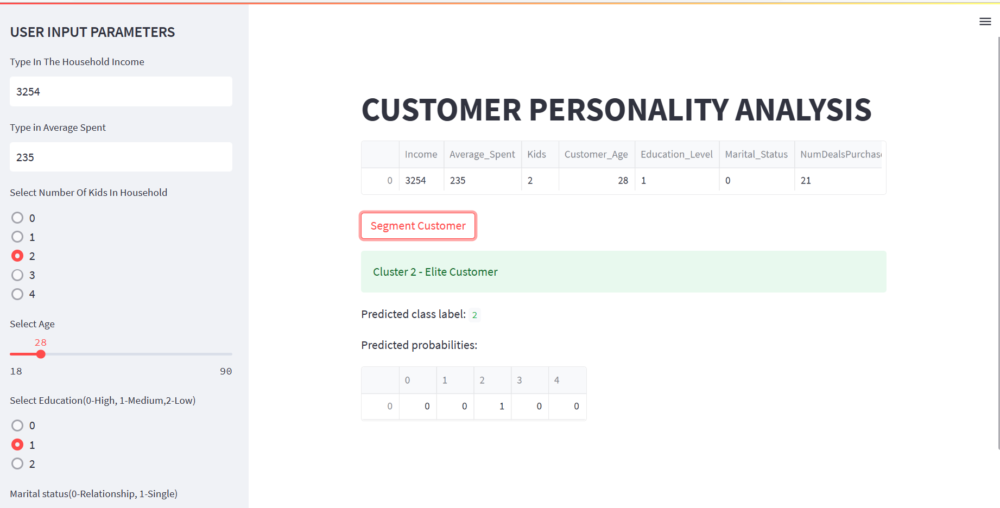 USER INPUT PARAMETERS
Type In The Household Income
3254
Type in Average Spent
235
Select Number Of Kids In Household
0
1
2
3
4
Select Age
28
18 90
Select Education(0-High, 1-Medium,2-Low)
0
1
2
Marital status(0-Relationship, 1-Single)
CUSTOMER PERSONALITY ANALYSIS
Income Average_Spent Kids Customer_Age Education_Level Marital_Status NumDealsPurchas
0 3254 235 2 28 1 0 21
Segment Customer
Cluster 2 - Elite Customer
Predicted class label: 2
Predicted probabilities:
0 1 2 3 4
0 0 0 1 0 0